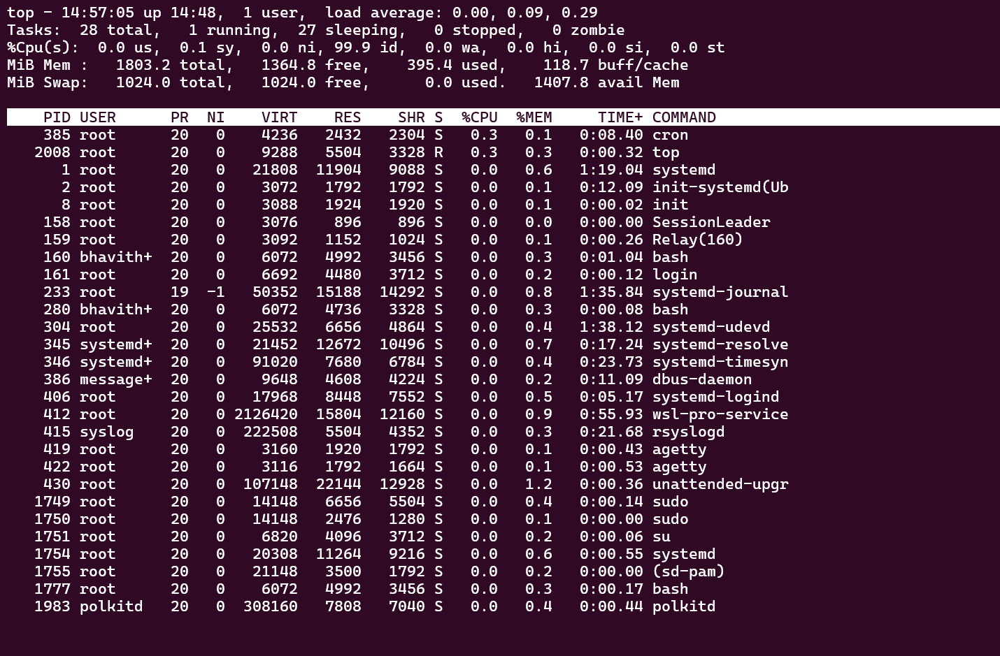 top - 14:57:05 up 14:48,  1 user,  load average: 0.00, 0.09, 0.29
Tasks:  28 total,   1 running,  27 sleeping,   0 stopped,   0 zombie
%Cpu(s):  0.0 us,  0.1 sy,  0.0 ni, 99.9 id,  0.0 wa,  0.0 hi,  0.0 si,  0.0 st
MiB Mem :   1803.2 total,   1364.8 free,    395.4 used,    118.7 buff/cache
MiB Swap:   1024.0 total,   1024.0 free,      0.0 used.   1407.8 avail Mem
    PID USER      PR  NI    VIRT    RES    SHR S  %CPU  %MEM     TIME+ COMMAND
    385 root      20   0    4236   2432   2304 S   0.3   0.1   0:08.40 cron
   2008 root      20   0    9288   5504   3328 R   0.3   0.3   0:00.32 top
      1 root      20   0   21808  11904   9088 S   0.0   0.6   1:19.04 systemd
      2 root      20   0    3072   1792   1792 S   0.0   0.1   0:12.09 init-systemd(Ub
      8 root      20   0    3088   1924   1920 S   0.0   0.1   0:00.02 init
    158 root      20   0    3076    896    896 S   0.0   0.0   0:00.00 SessionLeader
    159 root      20   0    3092   1152   1024 S   0.0   0.1   0:00.26 Relay(160)
    160 bhavith+  20   0    6072   4992   3456 S   0.0   0.3   0:01.04 bash
    161 root      20   0    6692   4480   3712 S   0.0   0.2   0:00.12 login
    233 root      19  -1   50352  15188  14292 S   0.0   0.8   1:35.84 systemd-journal
    280 bhavith+  20   0    6072   4736   3328 S   0.0   0.3   0:00.08 bash
    304 root      20   0   25532   6656   4864 S   0.0   0.4   1:38.12 systemd-udevd
    345 systemd+  20   0   21452  12672  10496 S   0.0   0.7   0:17.24 systemd-resolve
    346 systemd+  20   0   91020   7680   6784 S   0.0   0.4   0:23.73 systemd-timesyn
    386 message+  20   0    9648   4608   4224 S   0.0   0.2   0:11.09 dbus-daemon
    406 root      20   0   17968   8448   7552 S   0.0   0.5   0:05.17 systemd-logind
    412 root      20   0 2126420  15804  12160 S   0.0   0.9   0:55.93 wsl-pro-service
    415 syslog    20   0  222508   5504   4352 S   0.0   0.3   0:21.68 rsyslogd
    419 root      20   0    3160   1920   1792 S   0.0   0.1   0:00.43 agetty
    422 root      20   0    3116   1792   1664 S   0.0   0.1   0:00.53 agetty
    430 root      20   0  107148  22144  12928 S   0.0   1.2   0:00.36 unattended-upgr
   1749 root      20   0   14148   6656   5504 S   0.0   0.4   0:00.14 sudo
   1750 root      20   0   14148   2476   1280 S   0.0   0.1   0:00.00 sudo
   1751 root      20   0    6820   4096   3712 S   0.0   0.2   0:00.06 su
   1754 root      20   0   20308  11264   9216 S   0.0   0.6   0:00.55 systemd
   1755 root      20   0   21148   3500   1792 S   0.0   0.2   0:00.00 (sd-pam)
   1777 root      20   0    6072   4992   3456 S   0.0   0.3   0:00.17 bash
   1983 polkitd   20   0  308160   7808   7040 S   0.0   0.4   0:00.44 polkitd